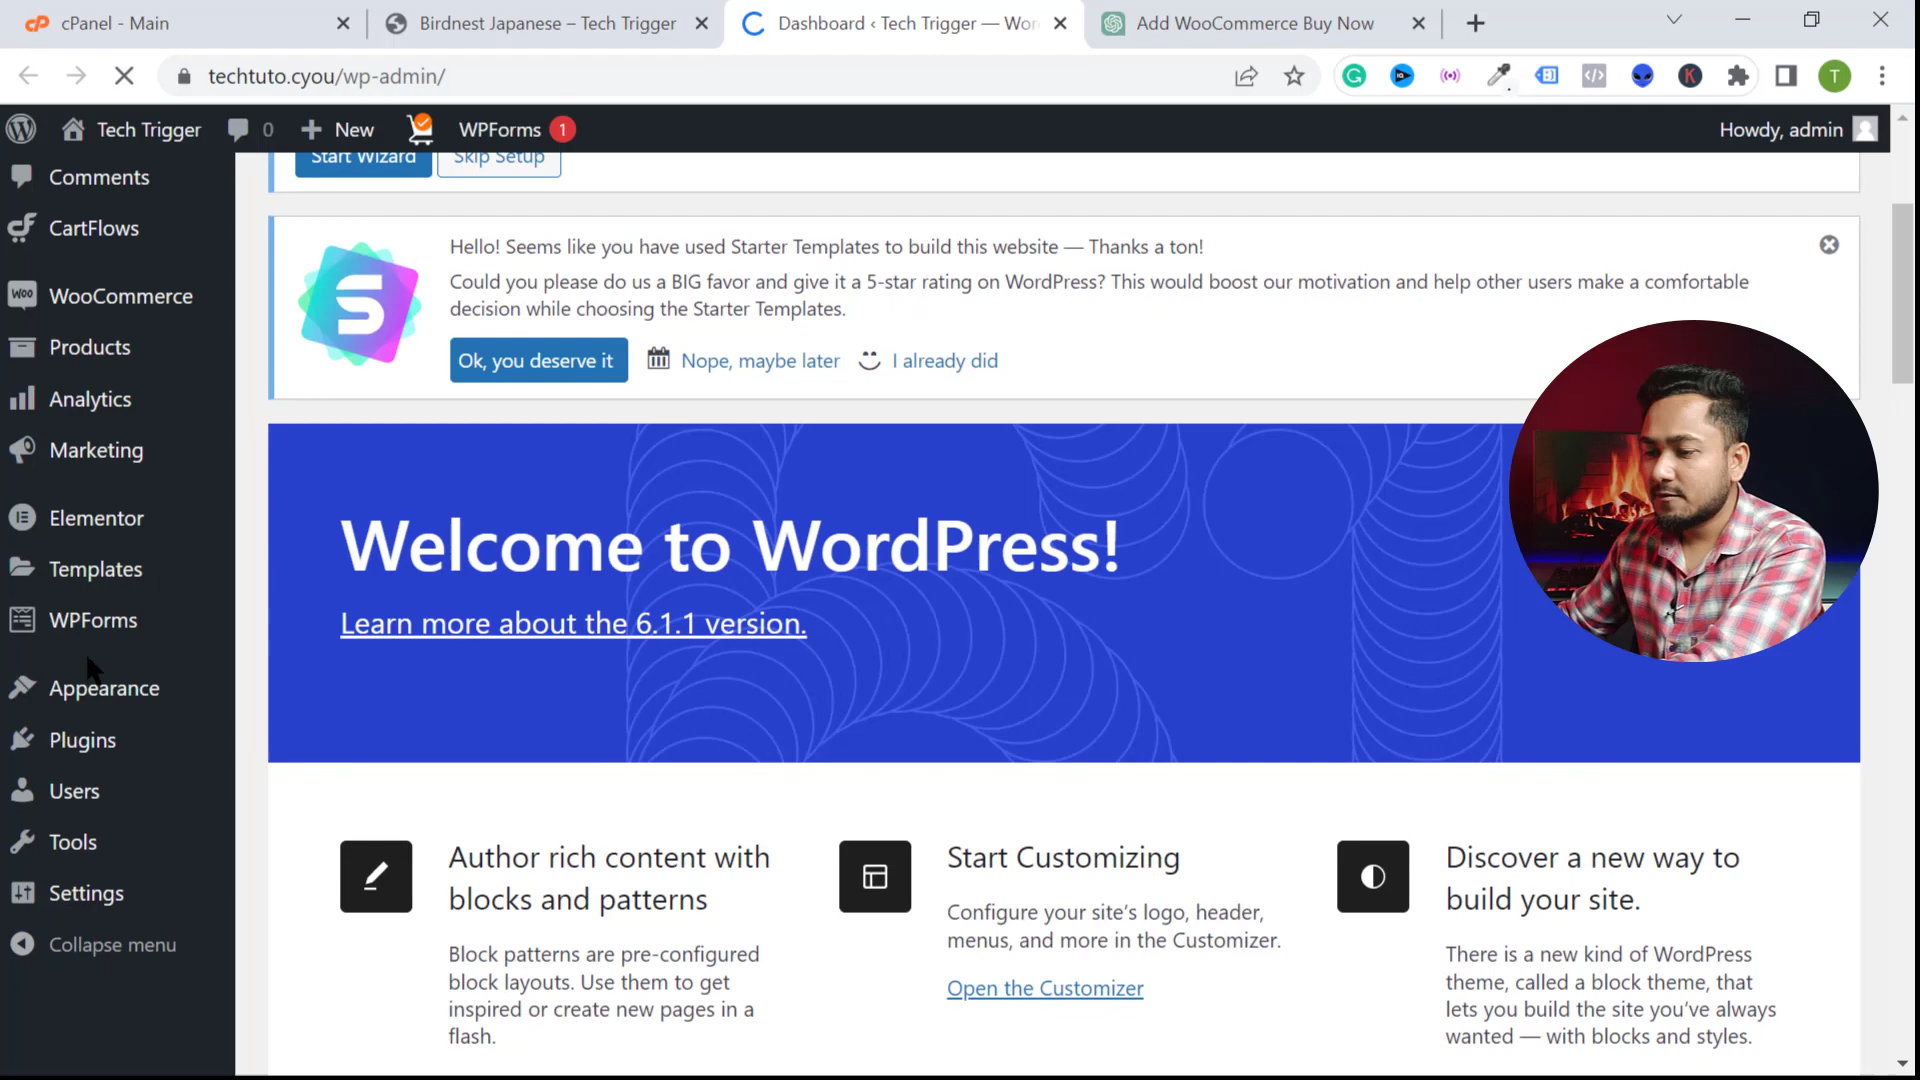 cPanel - Main
Birdnest Japanese – Tech Trigger
Dashboard ‹ Tech Trigger — Wor
Add WooCommerce Buy Now
techtuto.cyou/wp-admin/
T
Tech Trigger
0
New
WPForms
1
Howdy, admin
Comments
CartFlows
WooCommerce
Products
Analytics
Marketing
Elementor
Templates
WPForms
Appearance
Plugins
Users
Tools
Settings
Collapse menu
Start Wizard
Skip Setup
Hello! Seems like you have used Starter Templates to build this website — Thanks a ton!
Could you please do us a BIG favor and give it a 5-star rating on WordPress? This would boost our motivation and help other users make a comfortable
decision while choosing the Starter Templates.
Ok, you deserve it
Nope, maybe later
I already did
Welcome to WordPress!
Learn more about the 6.1.1 version.
Author rich content with
blocks and patterns
Block patterns are pre-configured
block layouts. Use them to get
inspired or create new pages in a
flash.
Start Customizing
Configure your site's logo, header,
menus, and more in the Customizer.
Open the Customizer
Discover a new way to
build your site.
There is a new kind of WordPress
theme, called a block theme, that
lets you build the site you've always
wanted — with blocks and styles.